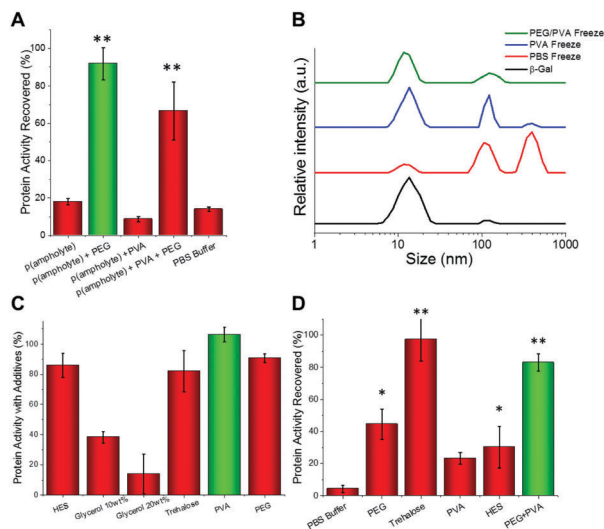 A
Protein Activity Recovered (%)
100
80
60
40
20
0
**
**
p(ampholyte)
p(ampholyte) + PEG
p(ampholyte) +PVA
p(ampholyte) + PVA + PEG
PBS Buffer
B
Relative intensity (a.u.)
PEG/PVA Freeze
PVA Freeze
PBS Freeze
β-Gal
1
10
100
1000
Size (nm)
C
Protein Activity with Additives (%)
120
100
80
60
40
20
0
HES
Glycerol 10wt%
Glycerol 20wt%
Trehalose
PVA
PEG
D
Protein Activity Recovered (%)
100
80
60
40
20
0
*
**
*
**
PBS Buffer
PEG
Trehalose
PVA
HES
PEG+PVA